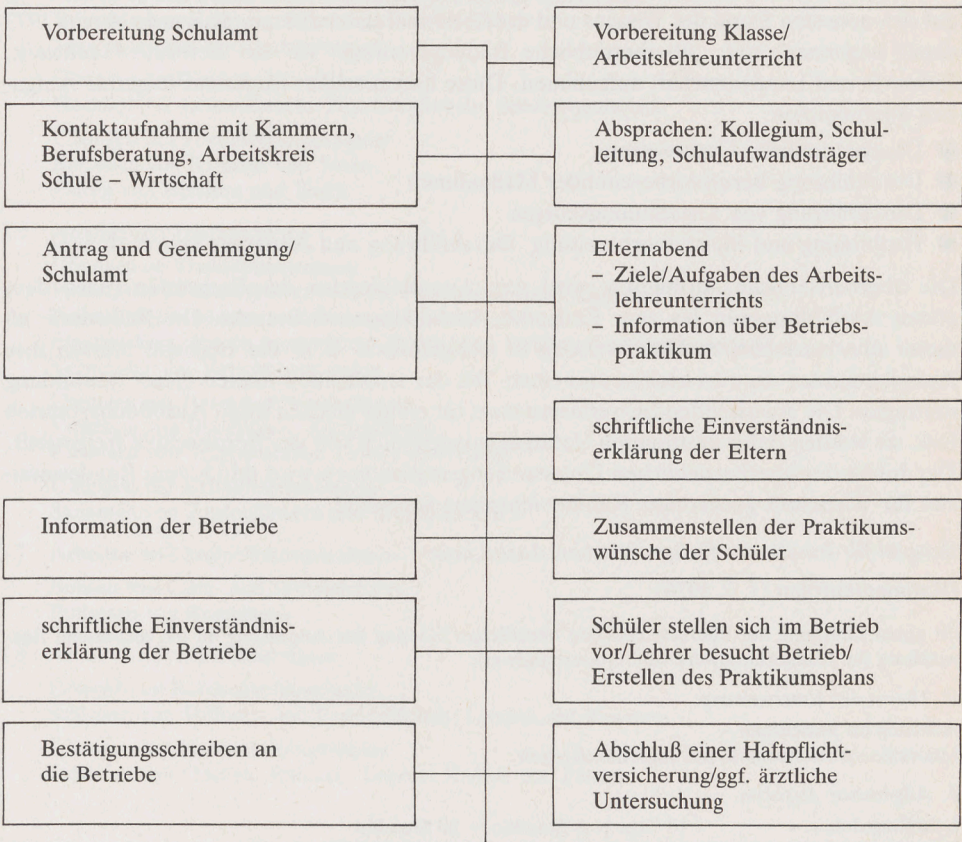 Vorbereitung Schulamt
Vorbereitung Klasse/
Arbeitslehreunterricht
Kontaktaufnahme mit Kammern,
Berufsberatung, Arbeitskreis
Schule – Wirtschaft
Absprachen: Kollegium, Schul-
leitung, Schulaufwandsträger
Antrag und Genehmigung/
Schulamt
Elternabend
– Ziele/Aufgaben des Arbeits-
lehreunterrichts
– Information über Betriebs-
praktikum
schriftliche Einverständnis-
erklärung der Eltern
Information der Betriebe
Zusammenstellen der Praktikums-
wünsche der Schüler
schriftliche Einverständnis-
erklärung der Betriebe
Schüler stellen sich im Betrieb
vor/Lehrer besucht Betrieb/
Erstellen des Praktikumsplans
Bestätigungsschreiben an
die Betriebe
Abschluß einer Haftpflicht-
versicherung/ggf. ärztliche
Untersuchung